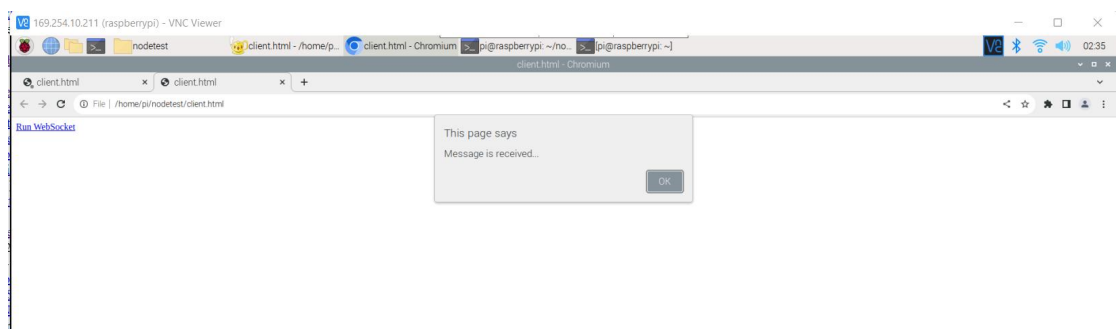 169.254.10.211 (raspberrypi) - VNC Viewer
nodetest client.html - /home/p... client.html - Chromium pi@raspberrypi: ~/no... [pi@raspberrypi: ~] 02:35
client.html - Chromium
client.html client.html
File | /home/pi/nodetest/client.html
Run WebSocket
This page says
Message is received...
OK